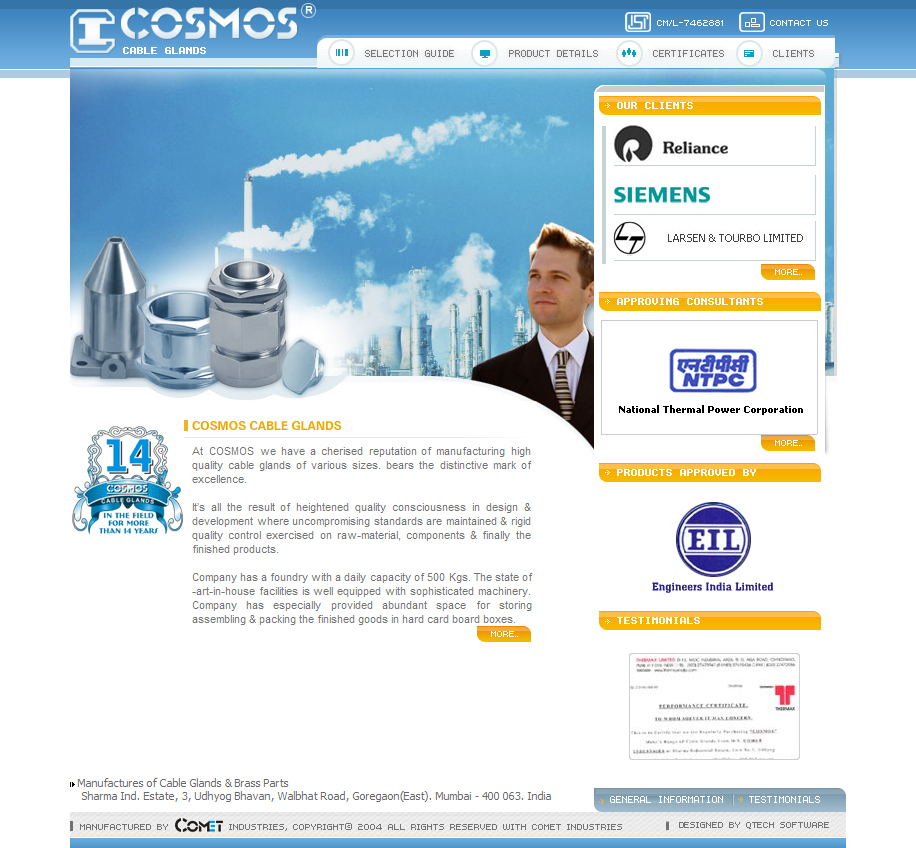 COSMOS®
CABLE GLANDS
CM/L-7462881
CONTACT US
SELECTION GUIDE
PRODUCT DETAILS
CERTIFICATES
CLIENTS
OUR CLIENTS
Reliance
SIEMENS
LARSEN & TOURBO LIMITED
MORE..
APPROVING CONSULTANTS
एनटीपीसी
NTPC
National Thermal Power Corporation
MORE..
PRODUCTS APPROVED BY
EIL
Engineers India Limited
TESTIMONIALS
PERFORMANCE CERTIFICATE.
TO WHOM SOEVER IT MAY CONCERN.
THERMAX
14
COSMOS
CABLE GLANDS
IN THE FIELD
FOR MORE
THAN 14 YEARS
COSMOS CABLE GLANDS
At COSMOS we have a cherised reputation of manufacturing high
quality cable glands of various sizes. bears the distinctive mark of
excellence.
It's all the result of heightened quality consciousness in design &
development where uncompromising standards are maintained & rigid
quality control exercised on raw-material, components & finally the
finished products.
Company has a foundry with a daily capacity of 500 Kgs. The state of
-art-in-house facilities is well equipped with sophisticated machinery.
Company has especially provided abundant space for storing
assembling & packing the finished goods in hard card board boxes.
MORE..
Manufactures of Cable Glands & Brass Parts
Sharma Ind. Estate, 3, Udhyog Bhavan, Walbhat Road, Goregaon(East). Mumbai - 400 063. India
GENERAL INFORMATION
TESTIMONIALS
MANUFACTURED BY COMET INDUSTRIES, COPYRIGHT© 2004 ALL RIGHTS RESERVED WITH COMET INDUSTRIES
DESIGNED BY QTECH SOFTWARE